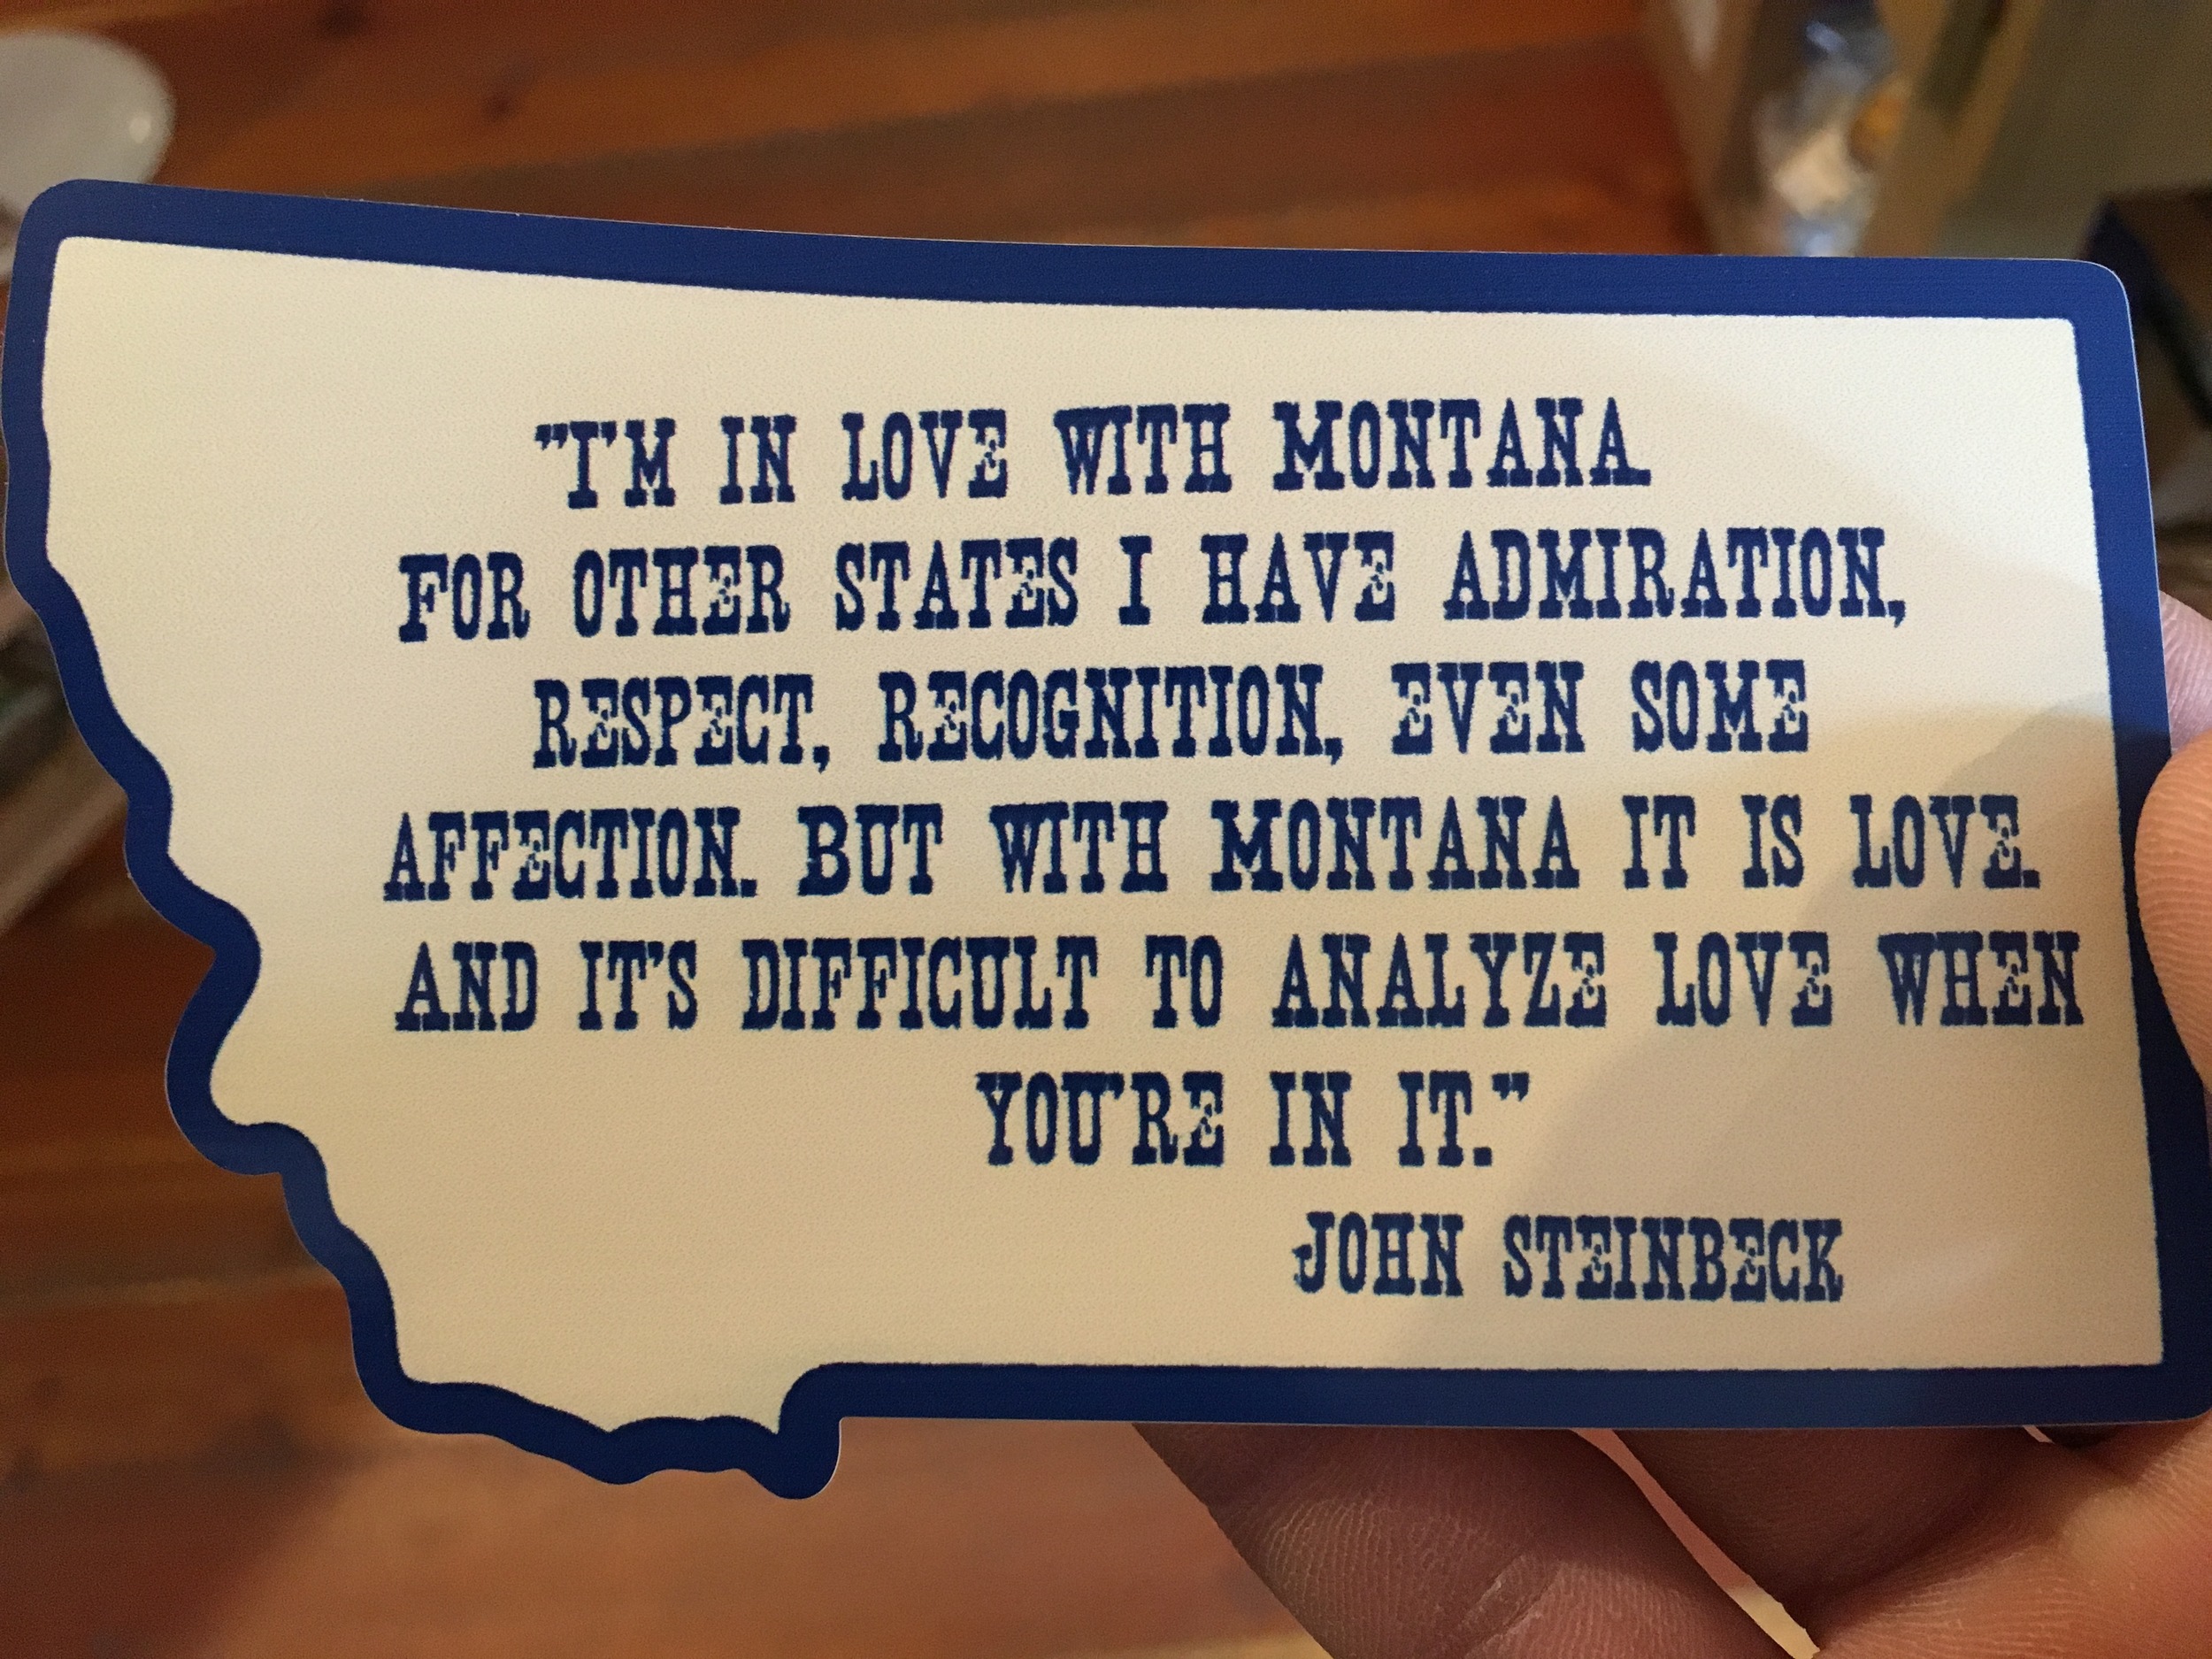 "I'M IN LOVE WITH MONTANA.
FOR OTHER STATES I HAVE ADMIRATION,
RESPECT, RECOGNITION, EVEN SOME
AFFECTION. BUT WITH MONTANA IT IS LOVE.
AND IT'S DIFFICULT TO ANALYZE LOVE WHEN
YOU'RE IN IT."
JOHN STEINBECK